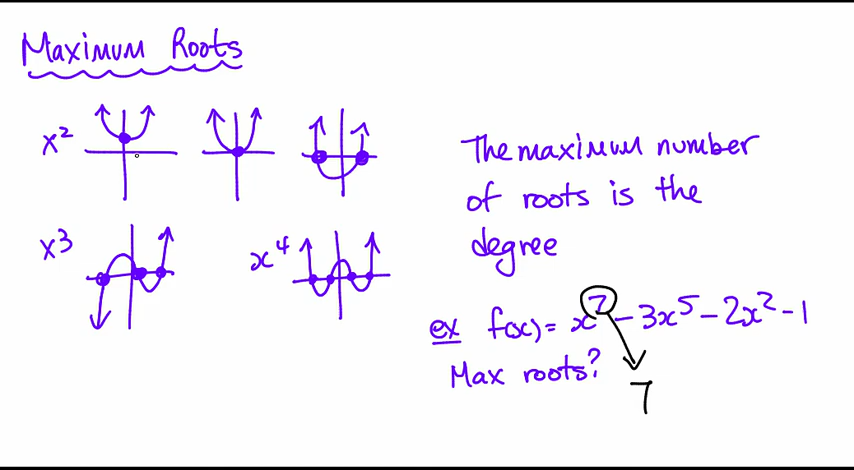 Maximum Roots
x²
x³
x⁴
The maximum number
of roots is the
degree
ex f(x) = x⁷ - 3x⁵ - 2x² - 1
Max roots?
7